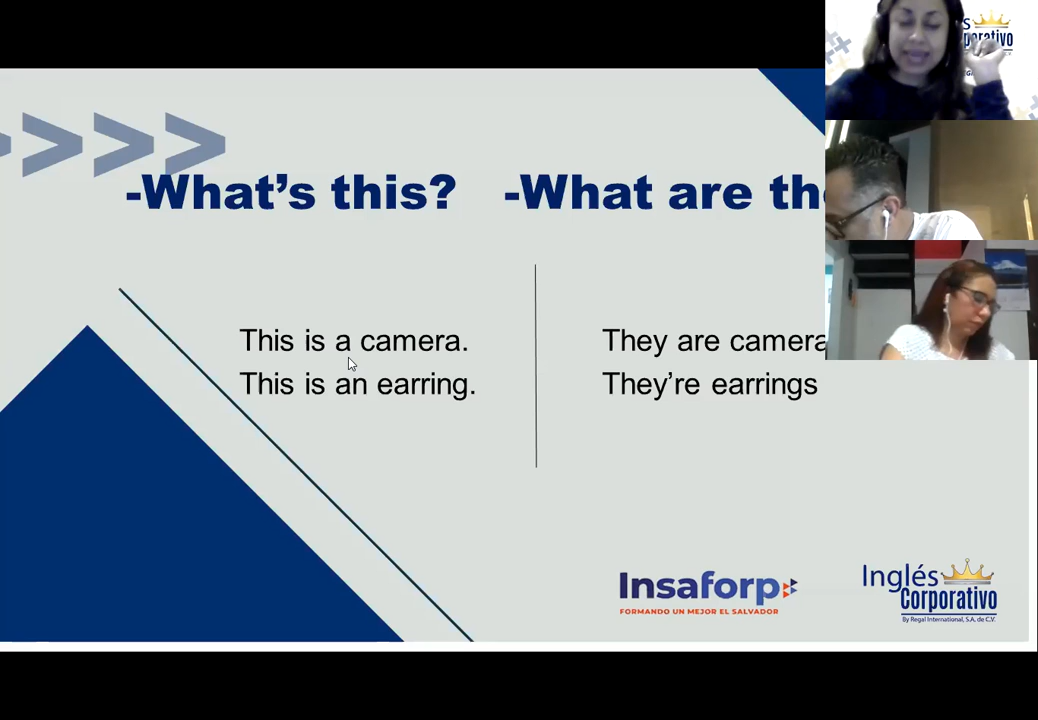 -What's this?
-What are
This is a camera.
This is an earring.
They are camera
They're earrings
Insaforp
FORMANDO UN MEJOR EL SALVADOR
Inglés
Corporativo
By Regal International, S.A. de C.V.